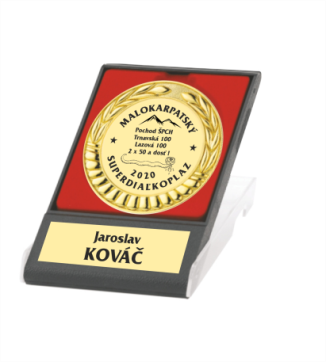 MALOKARPATSKÝ
Pochod ŠPCH
Trnavská 100
Lazová 100
2 x 50 a dosť !
2020
SUPERDIAĽKOPLAZ
Jaroslav
KOVÁČ